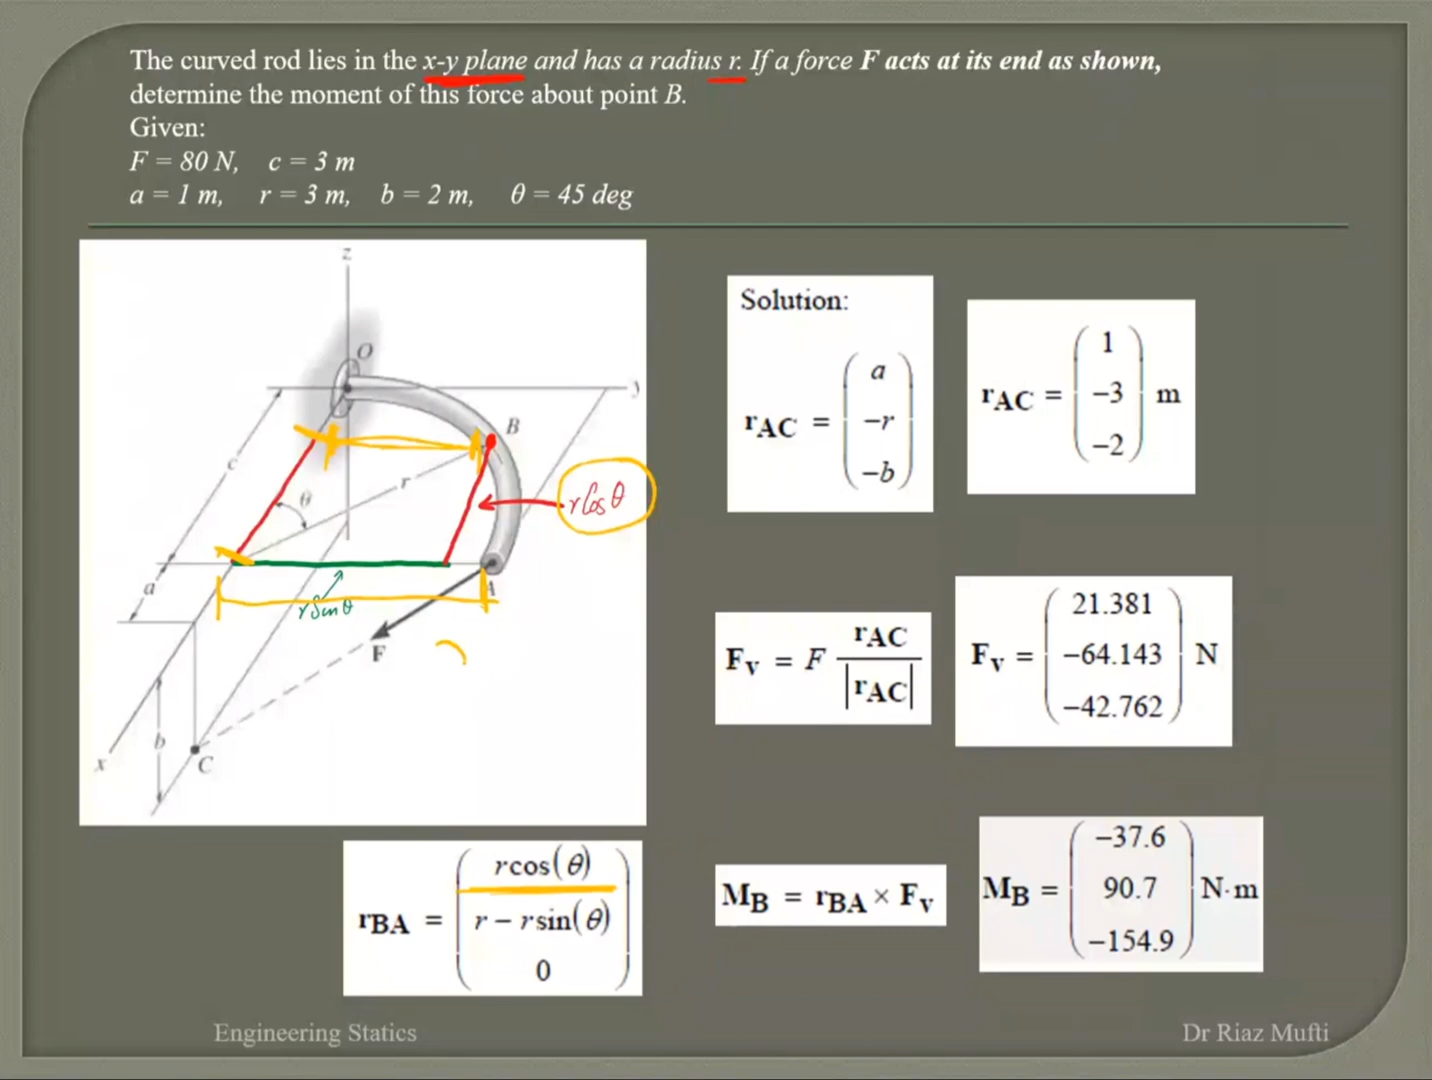 The curved rod lies in the x-y plane and has a radius r. If a force F acts at its end as shown,
determine the moment of this force about point B.
Given:
F = 80 N, c = 3 m
a = 1 m, r = 3 m, b = 2 m, θ = 45 deg
z
O
y
B
c
r
θ
r Cos θ
a
A
r Sin θ
F
b
x
C
Solution:
rAC = ( a
−r
−b )
rAC = ( 1
−3
−2 ) m
Fv = F rAC / |rAC|
Fv = ( 21.381
−64.143
−42.762 ) N
rBA = ( rcos(θ)
r − rsin(θ)
0 )
MB = rBA × Fv
MB = ( −37.6
90.7
−154.9 ) N·m
Engineering Statics
Dr Riaz Mufti